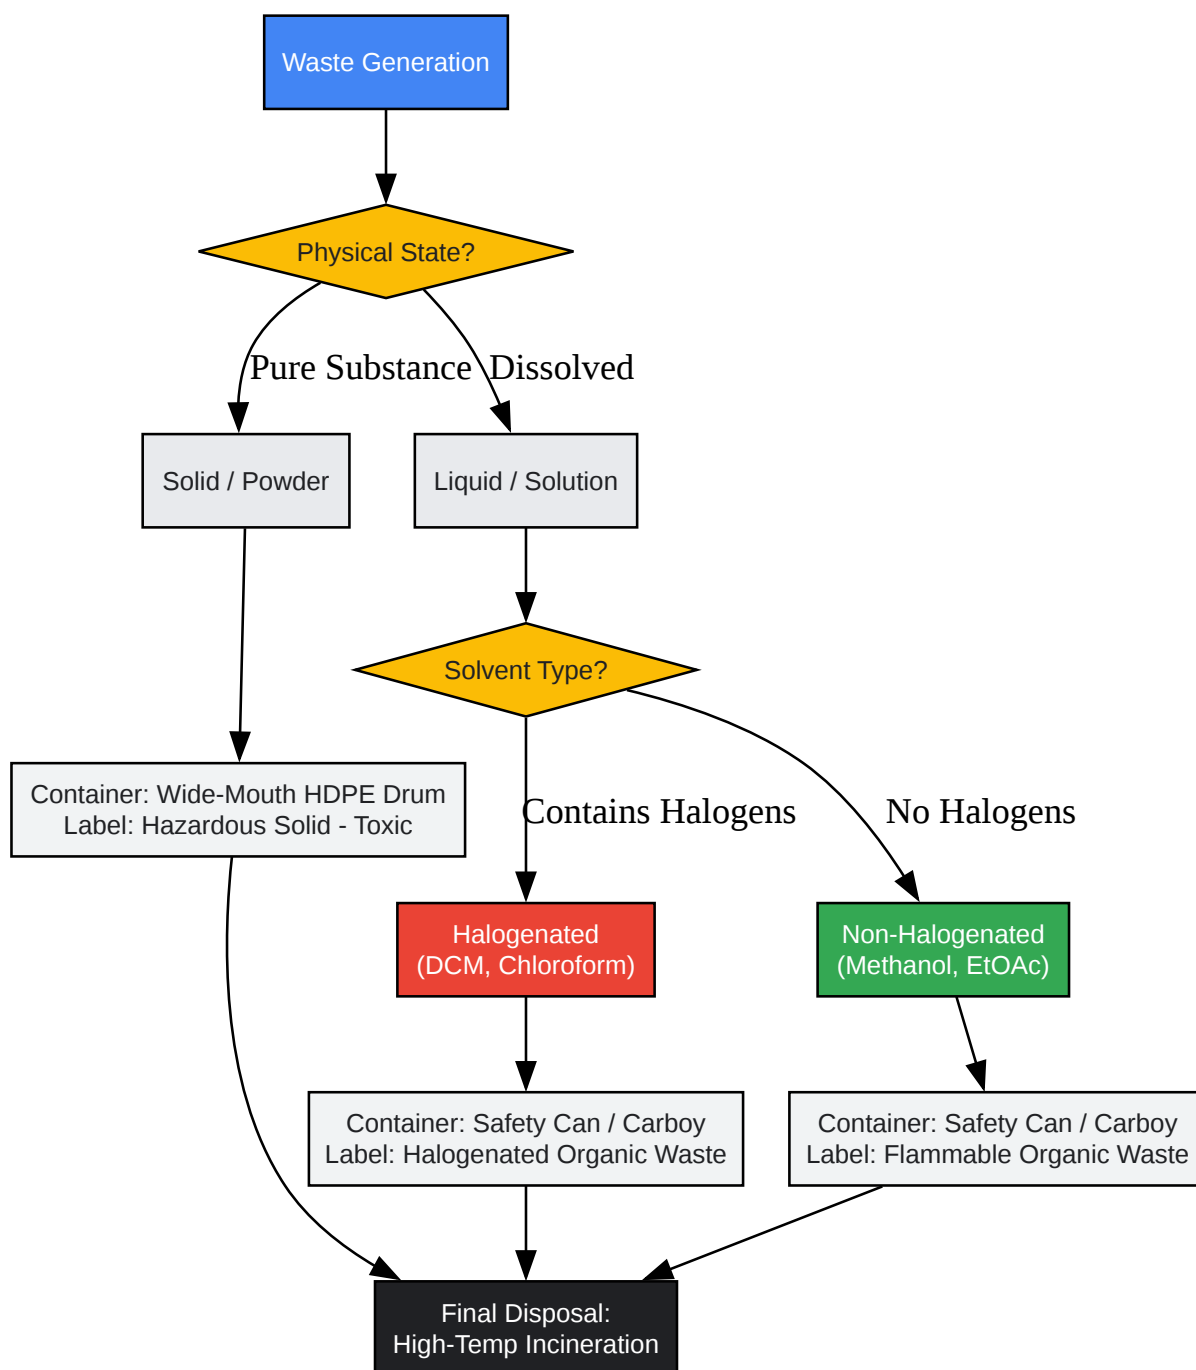 Waste Generation
Physical State?
Pure Substance
Dissolved
Solid / Powder
Liquid / Solution
Solvent Type?
Container: Wide-Mouth HDPE Drum
Label: Hazardous Solid - Toxic
Contains Halogens
No Halogens
Halogenated
(DCM, Chloroform)
Non-Halogenated
(Methanol, EtOAc)
Container: Safety Can / Carboy
Label: Halogenated Organic Waste
Container: Safety Can / Carboy
Label: Flammable Organic Waste
Final Disposal:
High-Temp Incineration